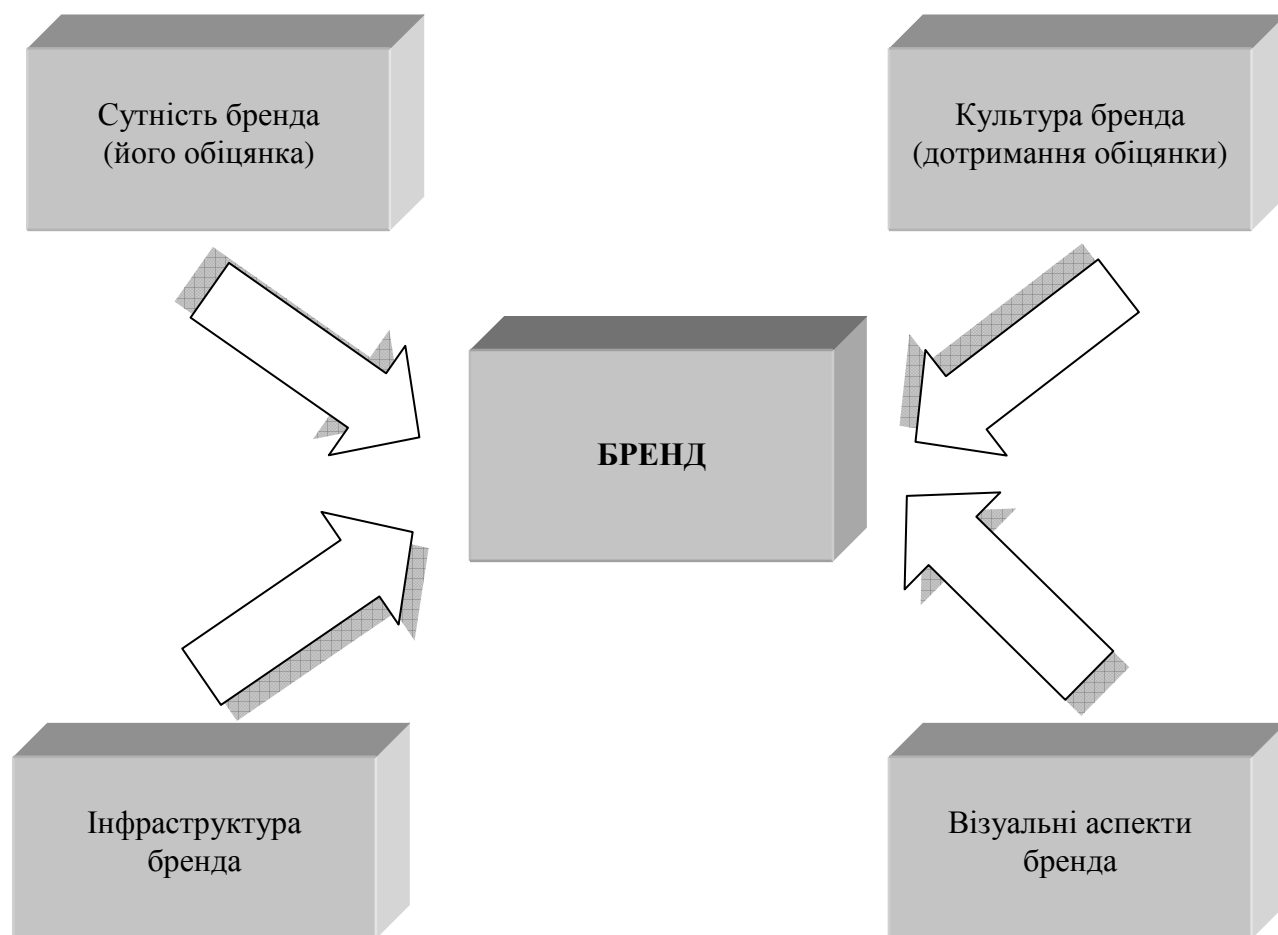 Сутність бренда
(його обіцянка)
Культура бренда
(дотримання обіцянки)
БРЕНД
Інфраструктура
бренда
Візуальні аспекти
бренда